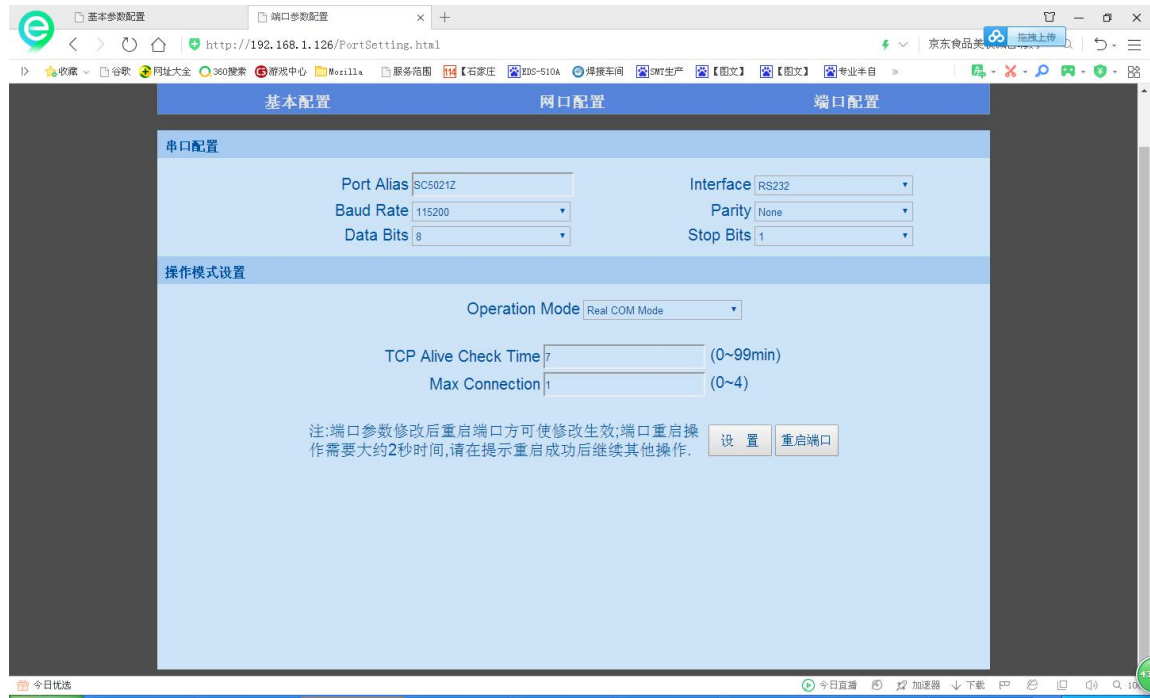 基本参数配置
端口参数配置
http://192.168.1.126/PortSetting.html
京东食品美
拖拽上传
收藏
谷歌
网址大全
360搜索
游戏中心
Mozilla
服务范围
114【石家庄
EDS-510A
焊接车间
SMT生产
【图文】
【图文】
专业半自
基本配置
网口配置
端口配置
串口配置
Port Alias SC5021Z
Interface RS232
Baud Rate 115200
Parity None
Data Bits 8
Stop Bits 1
操作模式设置
Operation Mode Real COM Mode
TCP Alive Check Time 7 (0~99min)
Max Connection 1 (0~4)
注:端口参数修改后重启端口方可使修改生效;端口重启操
作需要大约2秒时间,请在提示重启成功后继续其他操作.
设 置
重启端口
今日优选
今日直播
加速器
下载